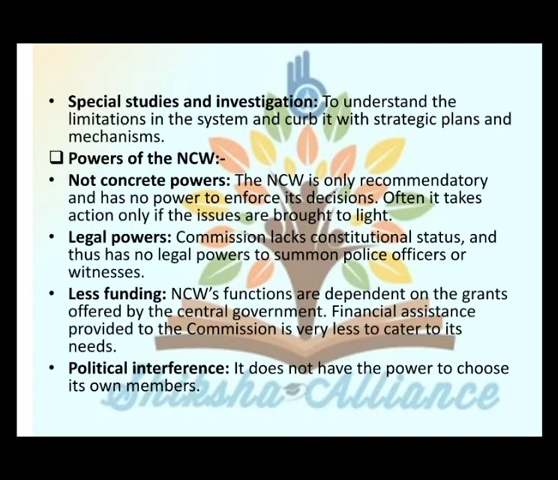 • Special studies and investigation: To understand the
limitations in the system and curb it with strategic plans and
mechanisms.
❑ Powers of the NCW:-
• Not concrete powers: The NCW is only recommendatory
and has no power to enforce its decisions. Often it takes
action only if the issues are brought to light.
• Legal powers: Commission lacks constitutional status, and
thus has no legal powers to summon police officers or
witnesses.
• Less funding: NCW's functions are dependent on the grants
offered by the central government. Financial assistance
provided to the Commission is very less to cater to its
needs.
• Political interference: It does not have the power to choose
its own members.
Shiksha-Alliance